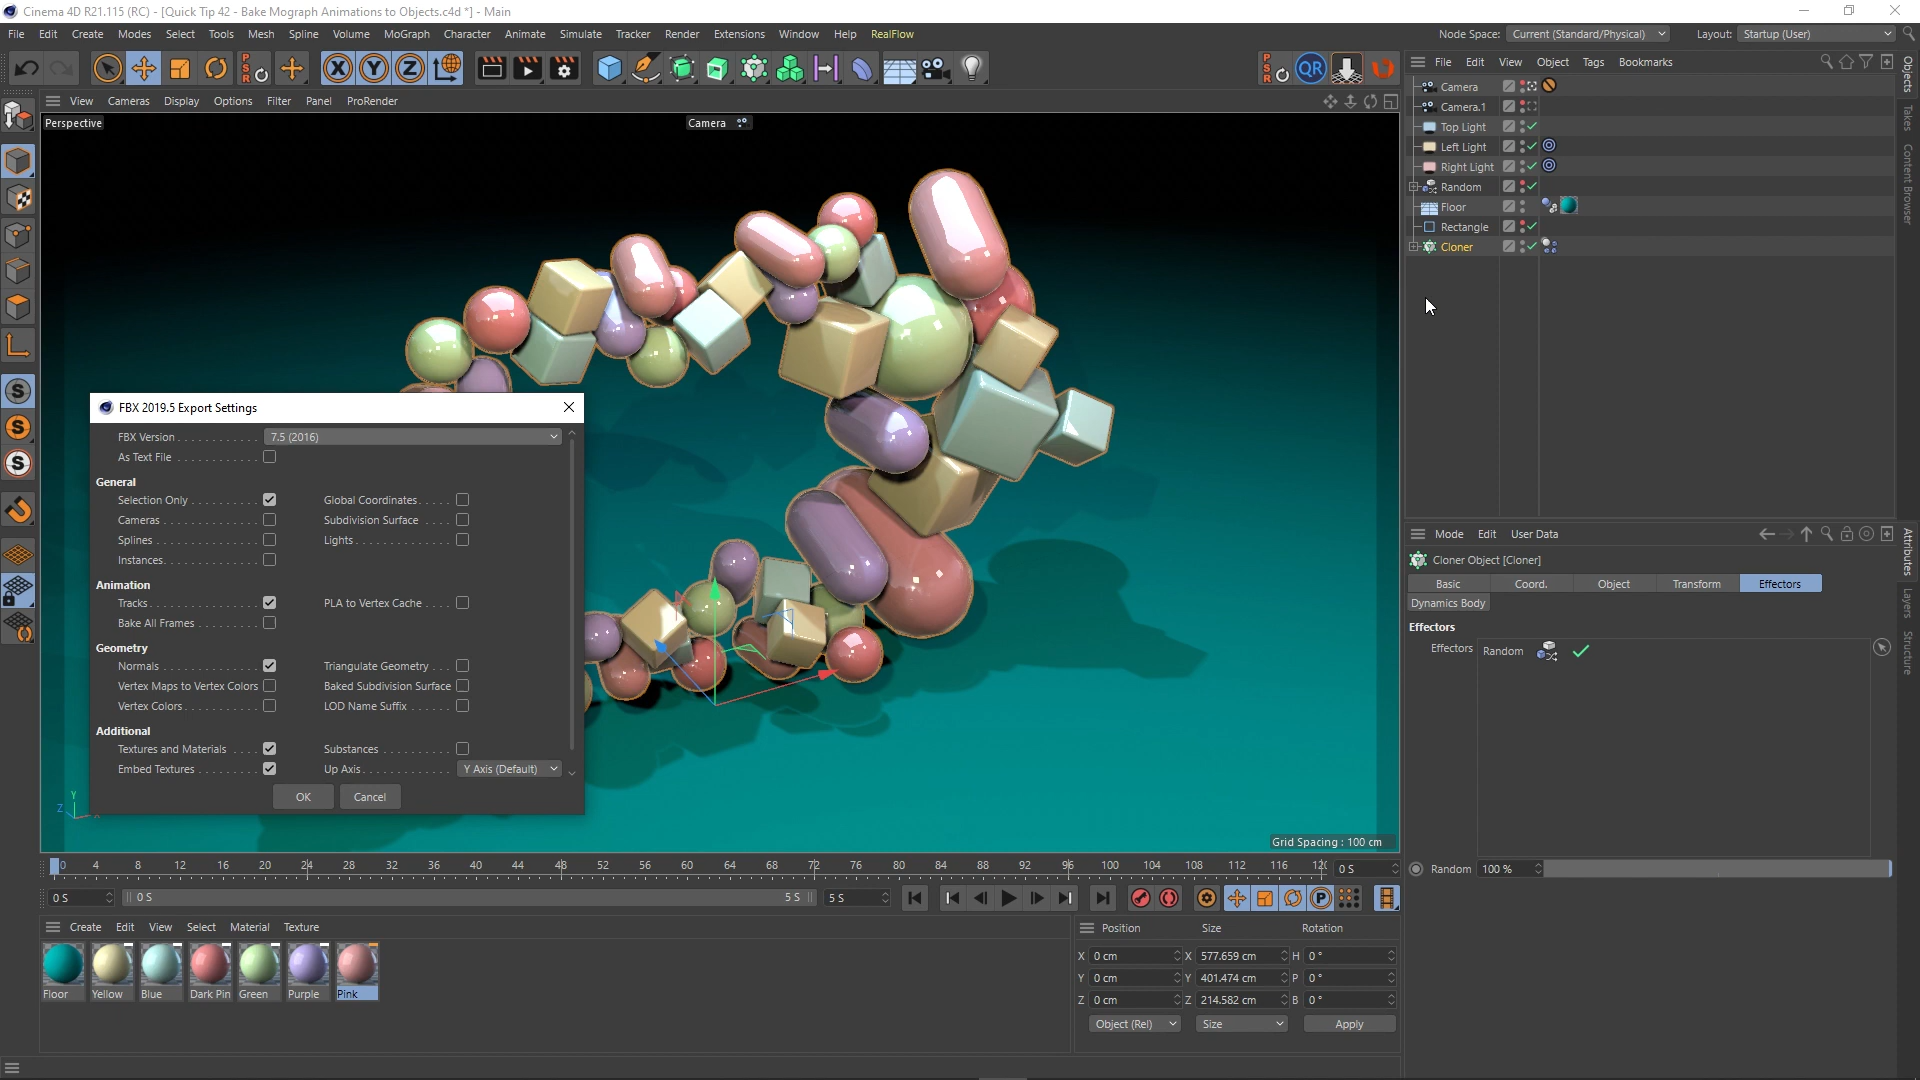 Cinema 4D R21.115 (RC) - [Quick Tip 42 - Bake Mograph Animations to Objects.c4d *] - Main
File Edit Create Modes Select Tools Mesh Spline Volume MoGraph Character Animate Simulate Tracker Render Extensions Window Help RealFlow
Node Space: Current (Standard/Physical) Layout: Startup (User)
PSR X Y Z PSR QR
File Edit View Object Tags Bookmarks
View Cameras Display Options Filter Panel ProRender
Perspective
Camera
Camera
Camera.1
Top Light
Left Light
Right Light
Random
Floor
Rectangle
Cloner
Objects
Takes
Content Browser
FBX 2019.5 Export Settings
FBX Version 7.5 (2016)
As Text File
General
Selection Only Global Coordinates
Cameras Subdivision Surface
Splines Lights
Instances
Animation
Tracks PLA to Vertex Cache
Bake All Frames
Geometry
Normals Triangulate Geometry
Vertex Maps to Vertex Colors Baked Subdivision Surface
Vertex Colors LOD Name Suffix
Additional
Textures and Materials Substances
Embed Textures Up Axis Y Axis (Default)
OK Cancel
Y
Z
Grid Spacing : 100 cm
Mode Edit User Data
Cloner Object [Cloner]
Basic Coord. Object Transform Effectors
Dynamics Body
Effectors
Effectors Random
Random 100 %
Attributes
Layers
Structure
0 4 8 12 16 20 24 28 32 36 40 44 48 52 56 60 64 68 72 76 80 84 88 92 96 100 104 108 112 116 0 S
0 S 0 S 5 S 5 S
Create Edit View Select Material Texture
Floor Yellow Blue Dark Pin Green Purple Pink
Position Size Rotation
X 0 cm X 577.659 cm H 0 °
Y 0 cm Y 401.474 cm P 0 °
Z 0 cm Z 214.582 cm B 0 °
Object (Rel) Size Apply